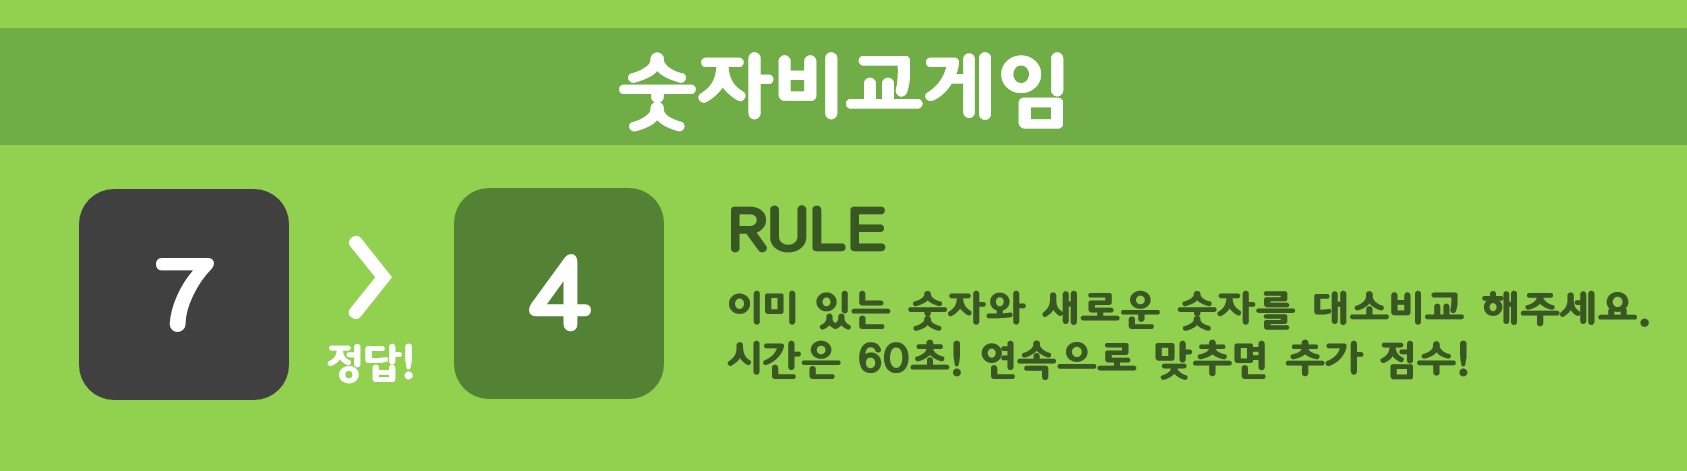 숫자비교게임
7 > 4
정답!
RULE
이미 있는 숫자와 새로운 숫자를 대소비교 해주세요.
시간은 60초! 연속으로 맞추면 추가 점수!